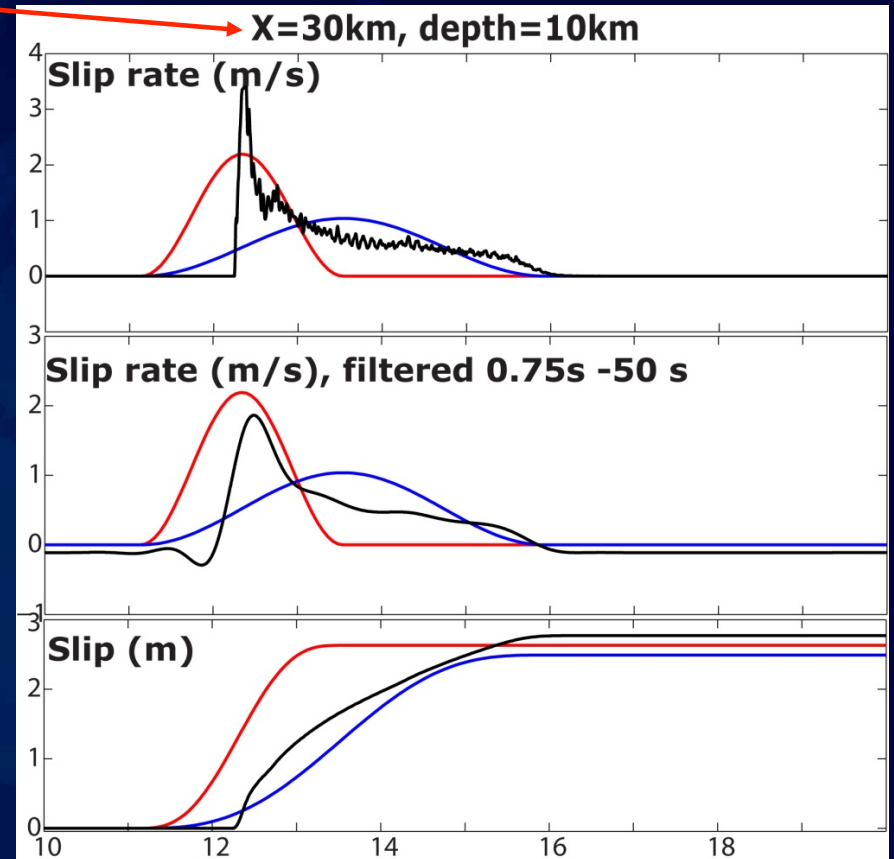 X=30km, depth=10km
4
Slip rate (m/s)
3
2
1
0
3
Slip rate (m/s), filtered 0.75s -50 s
2
1
0
-1
3
Slip (m)
2
1
0
10 12 14 16 18